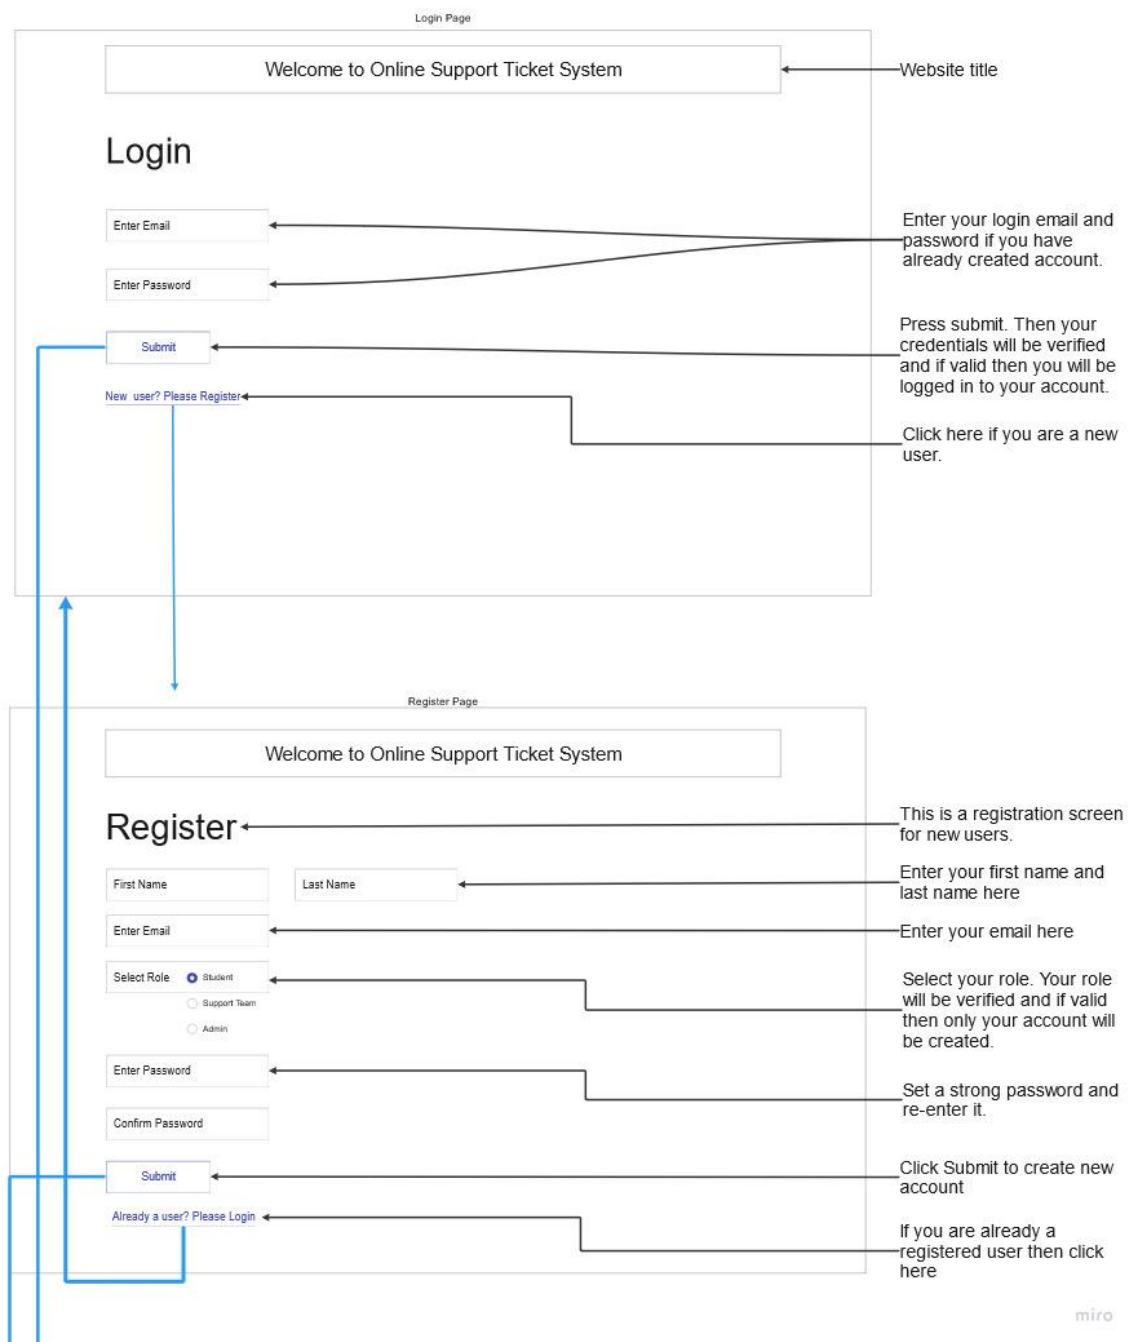 Login Page
Welcome to Online Support Ticket System
Website title
Login
Enter Email
Enter your login email and
password if you have
already created account.
Enter Password
Submit
Press submit. Then your
credentials will be verified
and if valid then you will be
logged in to your account.
New user? Please Register
Click here if you are a new
user.
Register Page
Welcome to Online Support Ticket System
Register
This is a registration screen
for new users.
First Name
Last Name
Enter your first name and
last name here
Enter Email
Enter your email here
Select Role
Student
Support Team
Admin
Select your role. Your role
will be verified and if valid
then only your account will
be created.
Enter Password
Set a strong password and
re-enter it.
Confirm Password
Submit
Click Submit to create new
account
Already a user? Please Login
If you are already a
registered user then click
here
miro